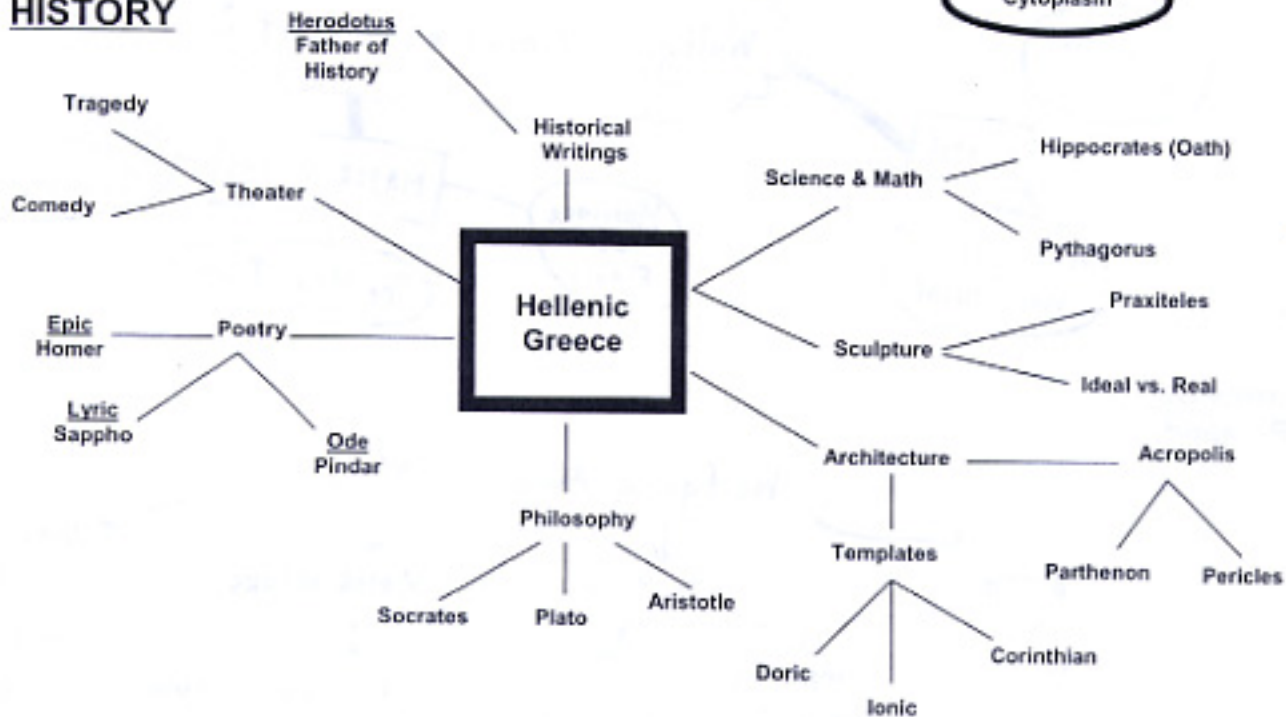 HISTORY
Cytoplasm
Herodotus
Father of
History
Tragedy
Comedy
Theater
Historical
Writings
Science & Math
Hippocrates (Oath)
Pythagorus
Hellenic
Greece
Sculpture
Praxiteles
Ideal vs. Real
Epic
Homer
Poetry
Lyric
Sappho
Ode
Pindar
Architecture
Acropolis
Parthenon
Pericles
Templates
Doric
Ionic
Corinthian
Philosophy
Socrates
Plato
Aristotle